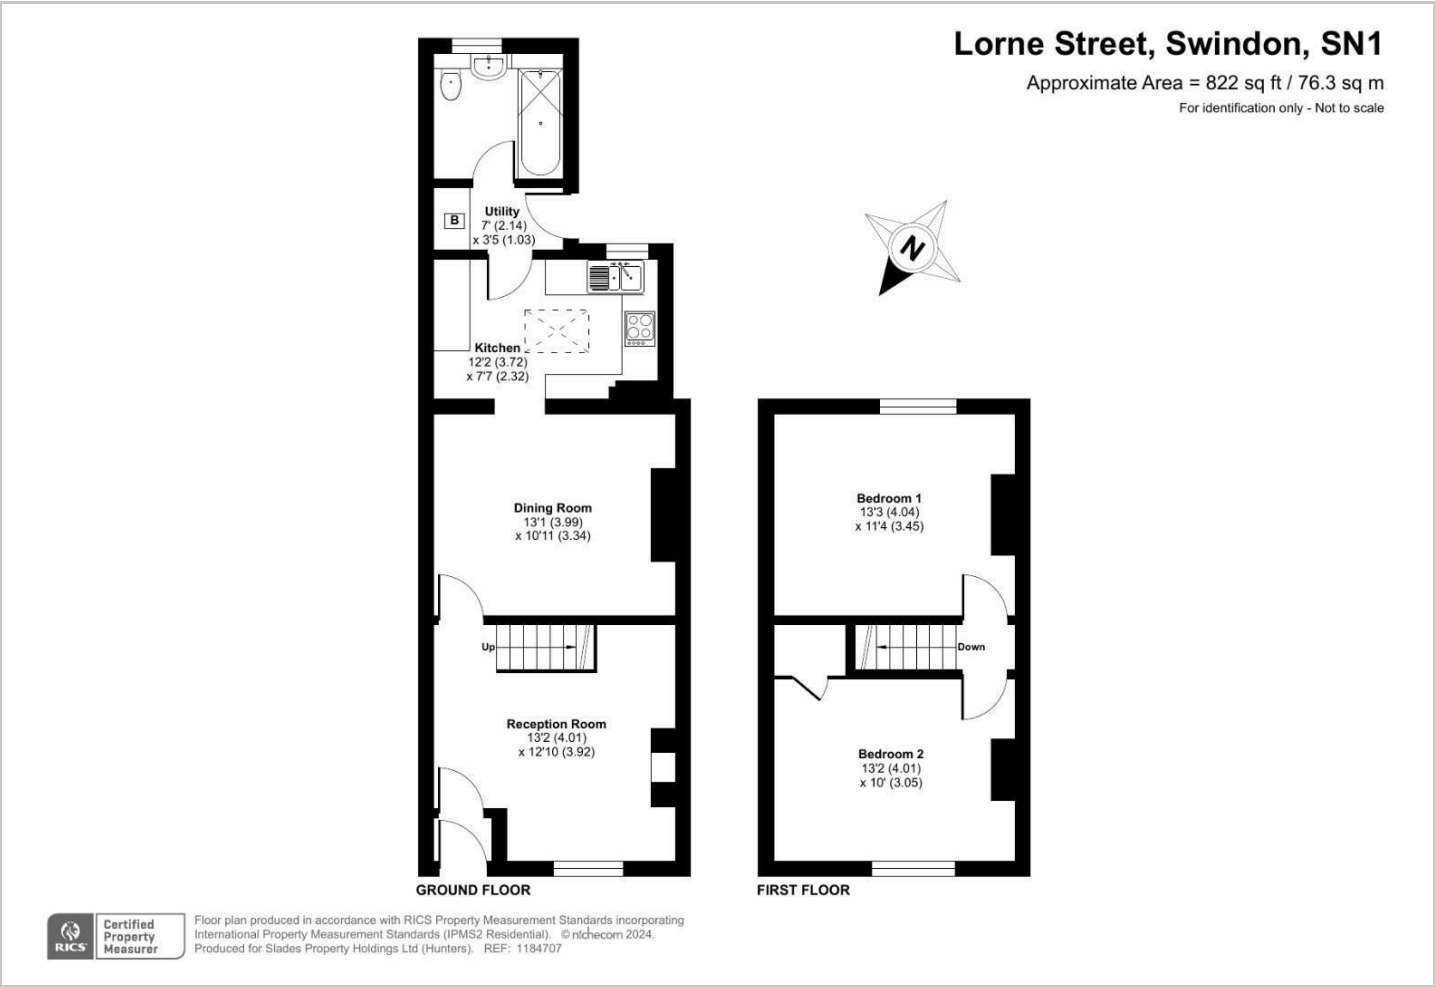 Lorne Street, Swindon, SN1
Approximate Area = 822 sq ft / 76.3 sq m
For identification only - Not to scale
N
B
Utility
7' (2.14)
x 3'5 (1.03)
Kitchen
12'2 (3.72)
x 7'7 (2.32)
Dining Room
13'1 (3.99)
x 10'11 (3.34)
Up
Reception Room
13'2 (4.01)
x 12'10 (3.92)
GROUND FLOOR
Bedroom 1
13'3 (4.04)
x 11'4 (3.45)
Down
Bedroom 2
13'2 (4.01)
x 10' (3.05)
FIRST FLOOR
RICS
Certified
Property
Measurer
Floor plan produced in accordance with RICS Property Measurement Standards incorporating
International Property Measurement Standards (IPMS2 Residential). © nichecom 2024.
Produced for Slades Property Holdings Ltd (Hunters). REF: 1184707